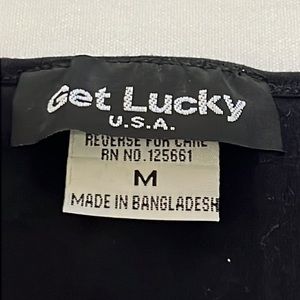 Get Lucky
U.S.A.
REVERSE FOR CARE
RN NO.125661
M
MADE IN BANGLADESH